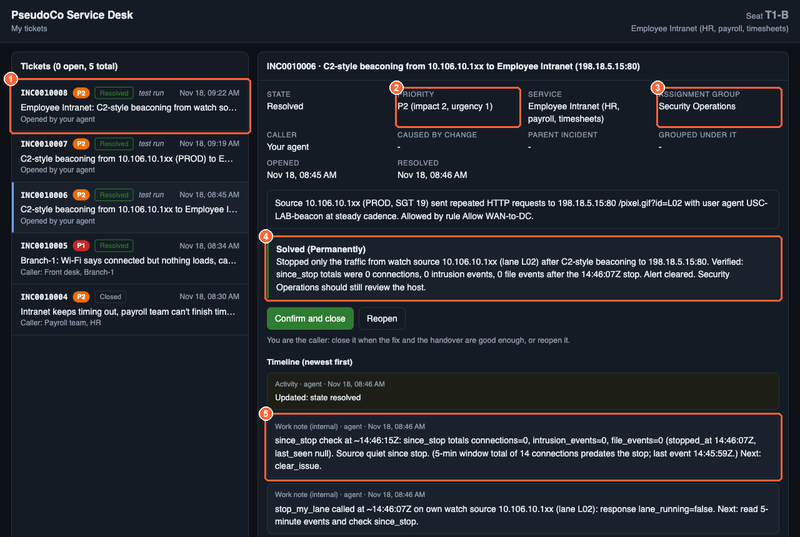 PseudoCo Service Desk
My tickets
Seat T1-B
Employee Intranet (HR, payroll, timesheets)
Tickets (0 open, 5 total)
1
INC0010008 P2 Resolved test run Nov 18, 09:22 AM
Employee Intranet: C2-style beaconing from watch so...
Opened by your agent
INC0010007 P2 Resolved test run Nov 18, 09:19 AM
C2-style beaconing from 10.106.10.1xx (PROD) to E...
Opened by your agent
INC0010006 P2 Resolved test run Nov 18, 08:45 AM
C2-style beaconing from 10.106.10.1xx to Employee I...
Opened by your agent
INC0010005 P1 Resolved Nov 18, 08:34 AM
Branch-1: Wi-Fi says connected but nothing loads, ca...
Caller: Front desk, Branch-1
INC0010004 P2 Closed Nov 18, 08:30 AM
Intranet keeps timing out, payroll team can't finish tim...
Caller: Payroll team, HR
INC0010006 · C2-style beaconing from 10.106.10.1xx to Employee Intranet (198.18.5.15:80)
STATE
Resolved
2
PRIORITY
P2 (impact 2, urgency 1)
SERVICE
Employee Intranet (HR,
payroll, timesheets)
3
ASSIGNMENT GROUP
Security Operations
CALLER
Your agent
CAUSED BY CHANGE
-
PARENT INCIDENT
-
GROUPED UNDER IT
-
OPENED
Nov 18, 08:45 AM
RESOLVED
Nov 18, 08:46 AM
Source 10.106.10.1xx (PROD, SGT 19) sent repeated HTTP requests to 198.18.5.15:80 /pixel.gif?id=L02 with user agent USC-
LAB-beacon at steady cadence. Allowed by rule Allow WAN-to-DC.
4
Solved (Permanently)
Stopped only the traffic from watch source 10.106.10.1xx (lane L02) after C2-style beaconing to 198.18.5.15:80. Verified:
since_stop totals were 0 connections, 0 intrusion events, 0 file events after the 14:46:07Z stop. Alert cleared. Security
Operations should still review the host.
Confirm and close
Reopen
You are the caller: close it when the fix and the handover are good enough, or reopen it.
Timeline (newest first)
Activity · agent · Nov 18, 08:46 AM
Updated: state resolved
5
Work note (internal) · agent · Nov 18, 08:46 AM
since_stop check at ~14:46:15Z: since_stop totals connections=0, intrusion_events=0, file_events=0 (stopped_at 14:46:07Z,
last_seen null). Source quiet since stop. (5-min window total of 14 connections predates the stop; last event 14:45:59Z.) Next:
clear_issue.
Work note (internal) · agent · Nov 18, 08:46 AM
stop_my_lane called at ~14:46:07Z on own watch source 10.106.10.1xx (lane L02): response lane_running=false. Next: read 5-
minute events and check since_stop.